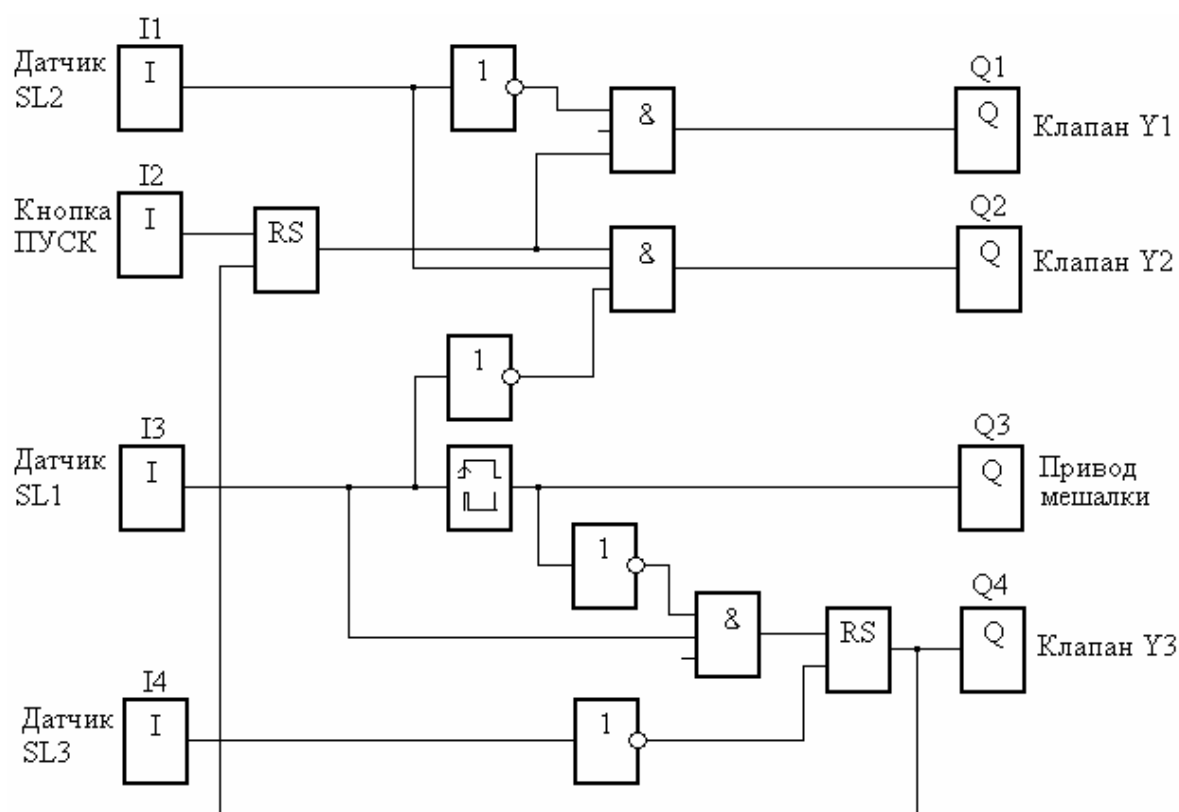 I1
Датчик
SL2
I
1
&
Q1
Q
Клапан Y1
I2
Кнопка
ПУСК
I
RS
&
Q2
Q
Клапан Y2
1
I3
Датчик
SL1
I
Q3
Q
Привод
мешалки
1
&
RS
Q4
Q
Клапан Y3
I4
Датчик
SL3
I
1